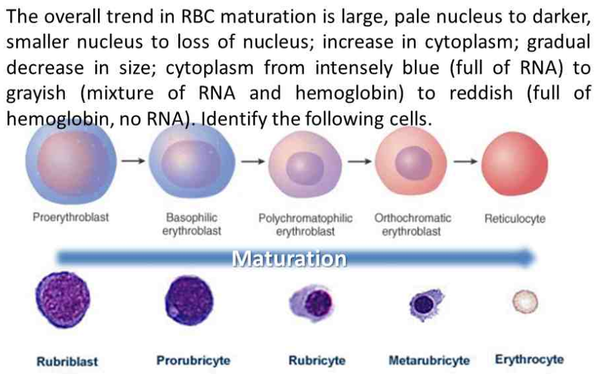 The overall trend in RBC maturation is large, pale nucleus to darker,
smaller nucleus to loss of nucleus; increase in cytoplasm; gradual
decrease in size; cytoplasm from intensely blue (full of RNA) to
grayish (mixture of RNA and hemoglobin) to reddish (full of
hemoglobin, no RNA). Identify the following cells.
Proerythroblast
Basophilic
erythroblast
Polychromatophilic
erythroblast
Orthochromatic
erythroblast
Reticulocyte
Maturation
Rubriblast
Prorubricyte
Rubricyte
Metarubricyte
Erythrocyte